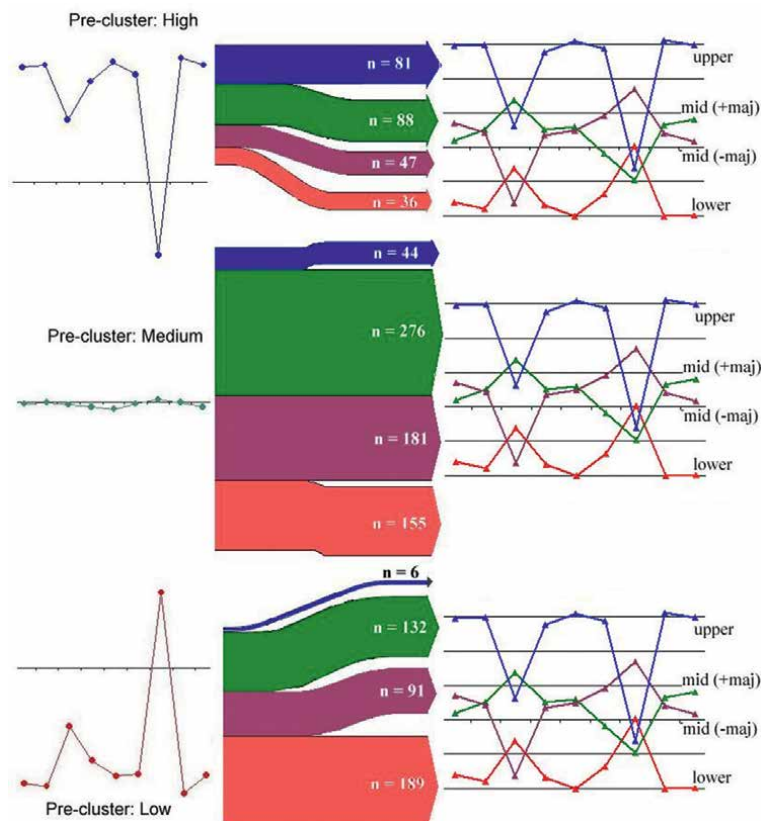 Pre-cluster: High
n = 81
n = 88
n = 47
n = 36
upper
mid (+maj)
mid (-maj)
lower
Pre-cluster: Medium
n = 44
n = 276
n = 181
n = 155
upper
mid (+maj)
mid (-maj)
lower
Pre-cluster: Low
n = 6
n = 132
n = 91
n = 189
upper
mid (+maj)
mid (-maj)
lower